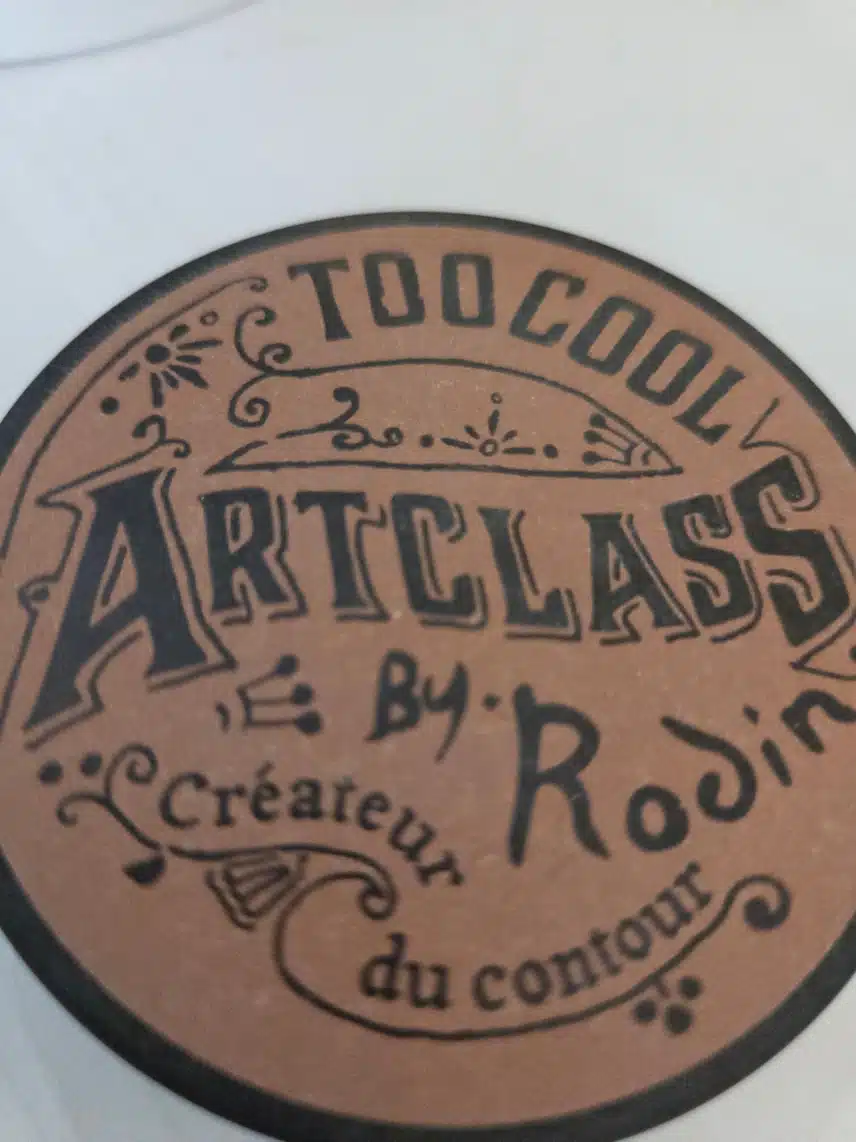 TOO COOL
ARTCLASS
By. Rodin
Créateur
du contour